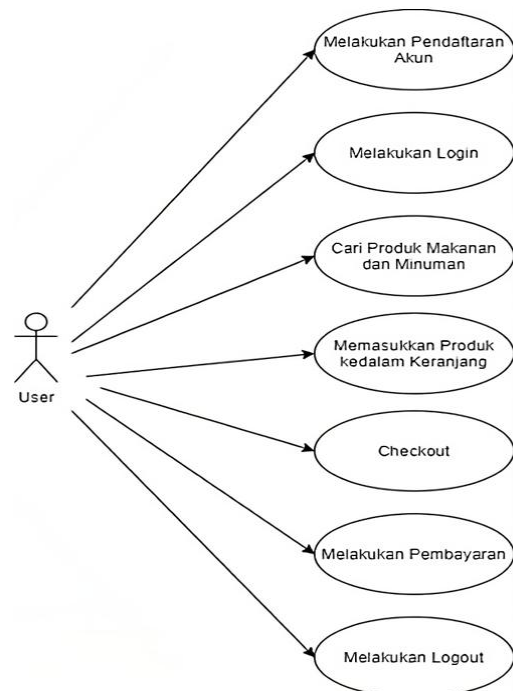 Melakukan Pendaftaran
Akun
Melakukan Login
Cari Produk Makanan
dan Minuman
Memasukkan Produk
kedalam Keranjang
User
Checkout
Melakukan Pembayaran
Melakukan Logout